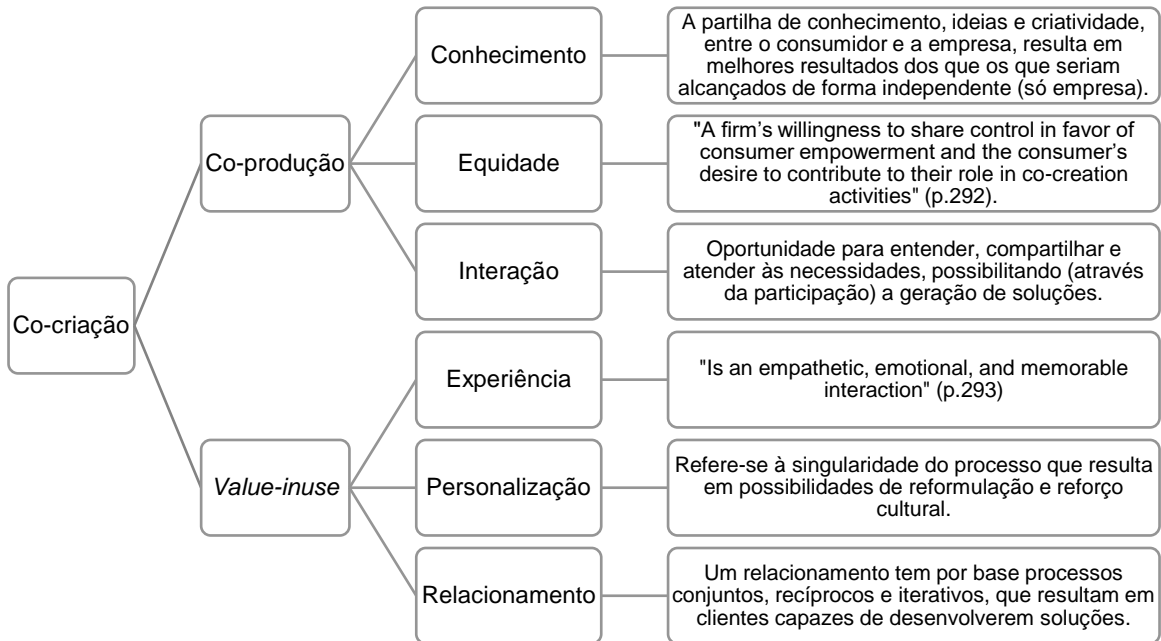 Co-criação
Co-produção
Conhecimento
A partilha de conhecimento, ideias e criatividade,
entre o consumidor e a empresa, resulta em
melhores resultados dos que os que seriam
alcançados de forma independente (só empresa).
Equidade
"A firm's willingness to share control in favor of
consumer empowerment and the consumer's
desire to contribute to their role in co-creation
activities" (p.292).
Interação
Oportunidade para entender, compartilhar e
atender às necessidades, possibilitando (através
da participação) a geração de soluções.
Value-inuse
Experiência
"Is an empathetic, emotional, and memorable
interaction" (p.293)
Personalização
Refere-se à singularidade do processo que resulta
em possibilidades de reformulação e reforço
cultural.
Relacionamento
Um relacionamento tem por base processos
conjuntos, recíprocos e iterativos, que resultam em
clientes capazes de desenvolverem soluções.